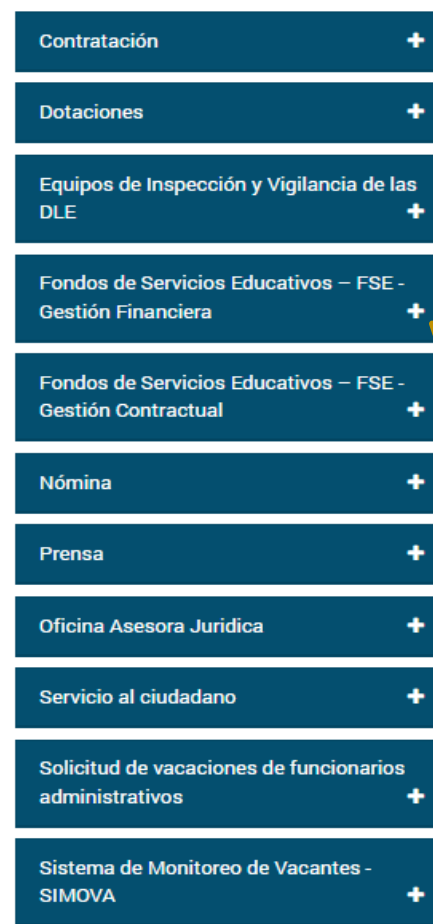 Contratación
Dotaciones
Equipos de Inspección y Vigilancia de las
DLE
Fondos de Servicios Educativos – FSE -
Gestión Financiera
Fondos de Servicios Educativos – FSE -
Gestión Contractual
Nómina
Prensa
Oficina Asesora Juridica
Servicio al ciudadano
Solicitud de vacaciones de funcionarios
administrativos
Sistema de Monitoreo de Vacantes -
SIMOVA